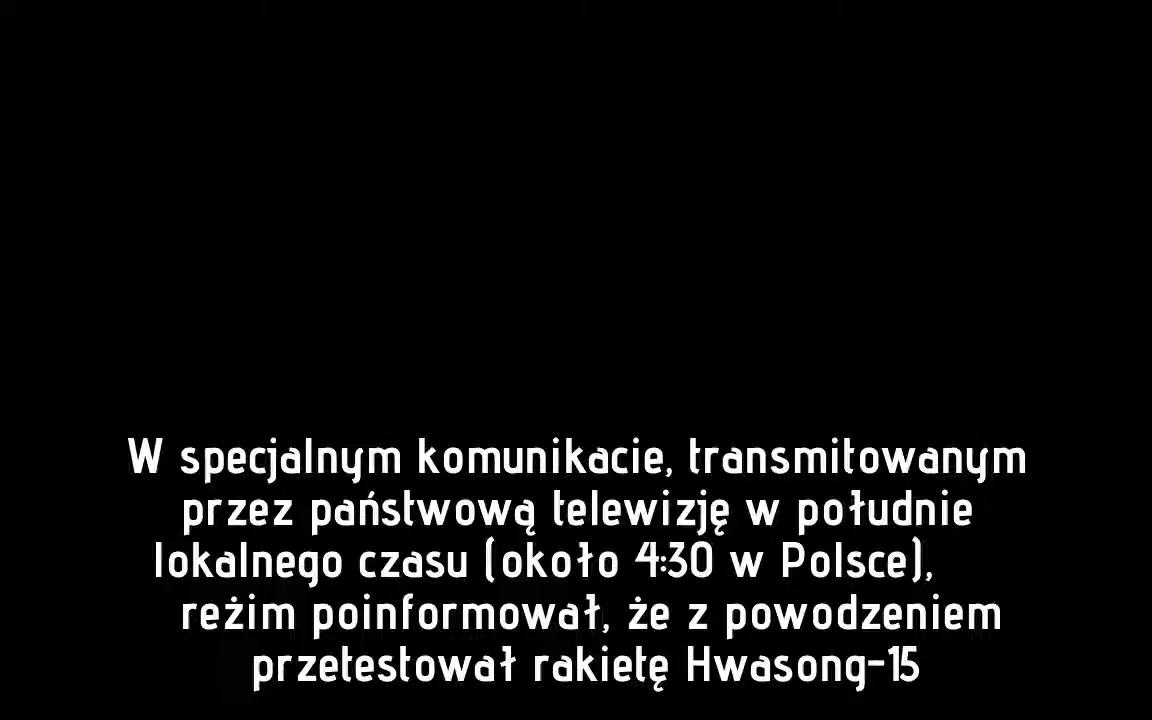 W specjalnym komunikacie, transmitowanym
przez państwową telewizję w południe
lokalnego czasu (około 4:30 w Polsce),
reżim poinformował, że z powodzeniem
przetestował rakietę Hwasong-15